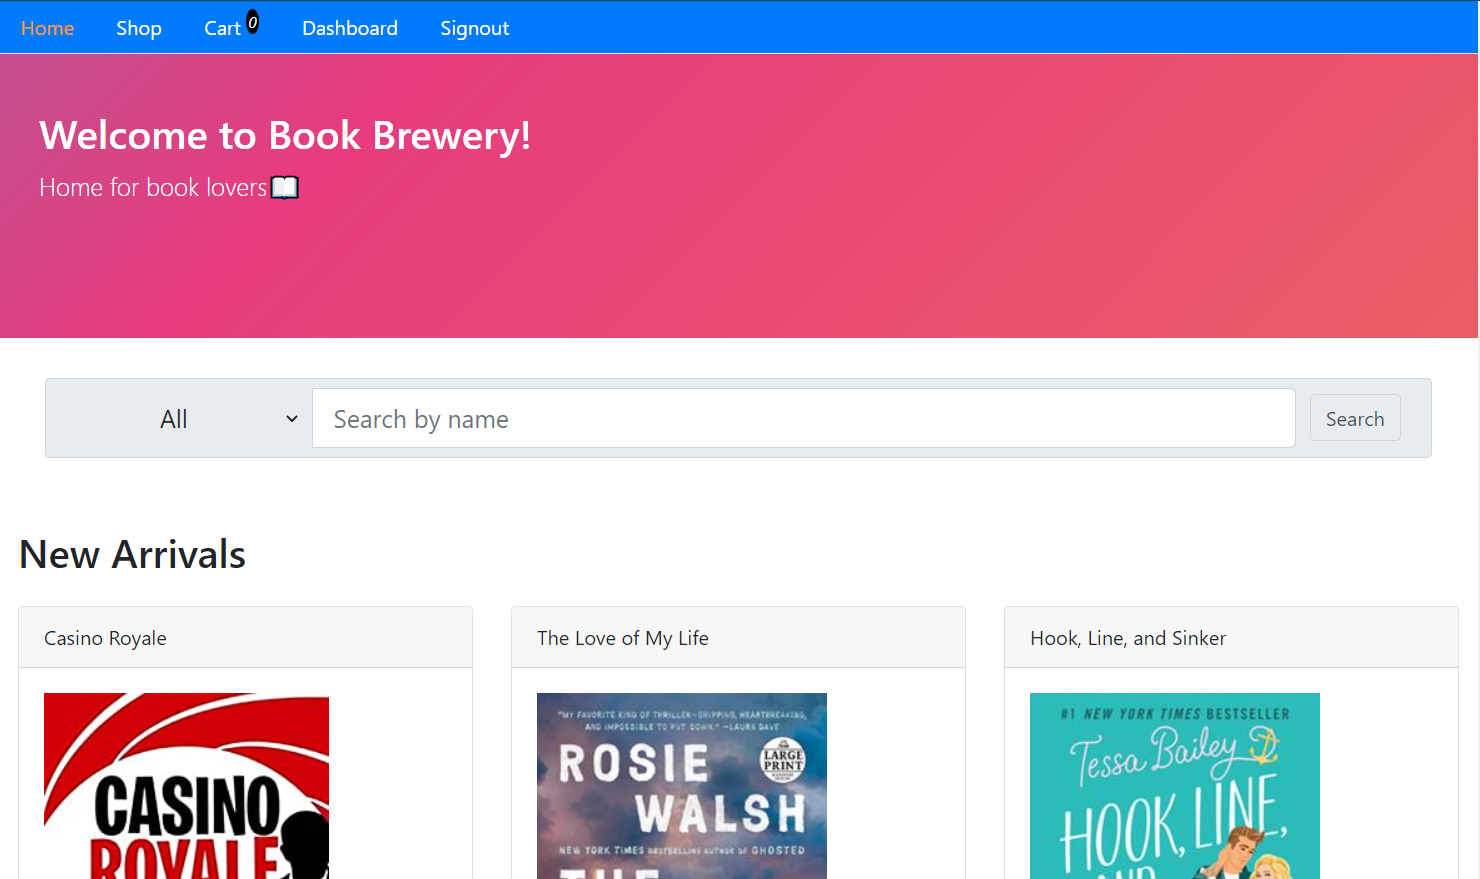 Home Shop Cart 0 Dashboard Signout
Welcome to Book Brewery!
Home for book lovers📖
All Search by name Search
New Arrivals
Casino Royale
The Love of My Life
Hook, Line, and Sinker
CASINO
ROYALE
"MY FAVORITE KIND OF THRILLER—GRIPPING, HEARTBREAKING,
AND IMPOSSIBLE TO PUT DOWN." —LAURA DAVE
ROSIE
LARGE
PRINT
WALSH
NEW YORK TIMES BESTSELLING AUTHOR OF GHOSTED
THE
#1 NEW YORK TIMES BESTSELLER
Tessa Bailey
HOOK, LINE,
AND